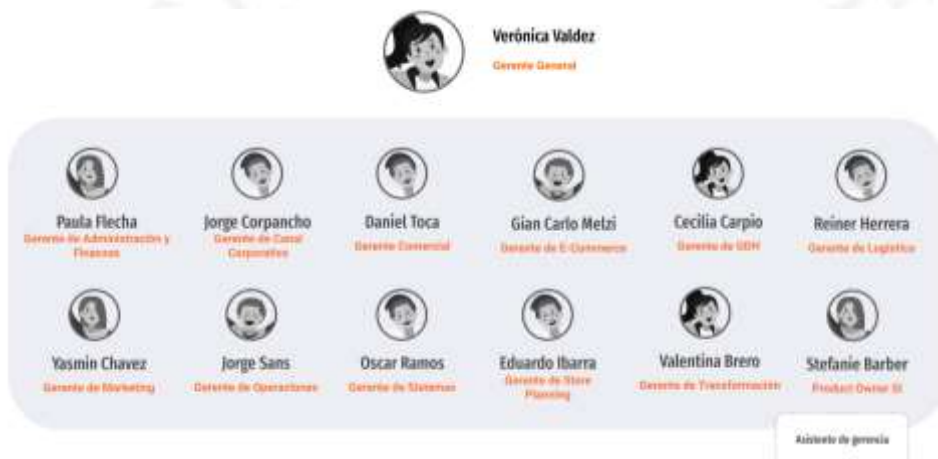 Verónica Valdez
Gerente General
Paula Flecha
Gerente de Administración y
Finanzas
Jorge Corpancho
Gerente de Canal
Corporativo
Daniel Toca
Gerente Comercial
Gian Carlo Melzi
Gerente de E-Commerce
Cecilia Carpio
Gerente de GDH
Reiner Herrera
Gerente de Logística
Yasmin Chavez
Gerente de Marketing
Jorge Sans
Gerente de Operaciones
Oscar Ramos
Gerente de Sistemas
Eduardo Ibarra
Gerente de Store
Planning
Valentina Brero
Gerente de Transformación
Stefanie Barber
Product Owner SI
Asistente de gerencia